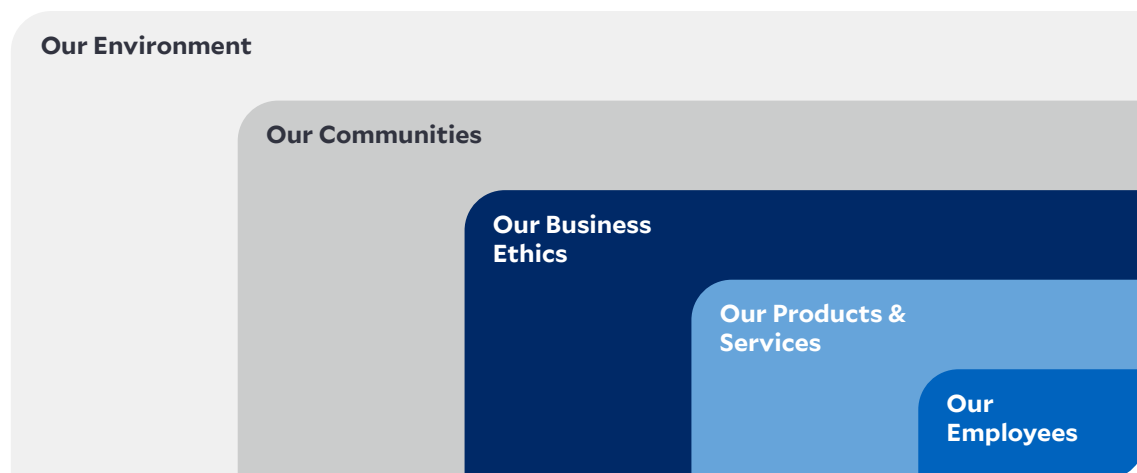 Our Environment
Our Communities
Our Business
Ethics
Our Products &
Services
Our
Employees